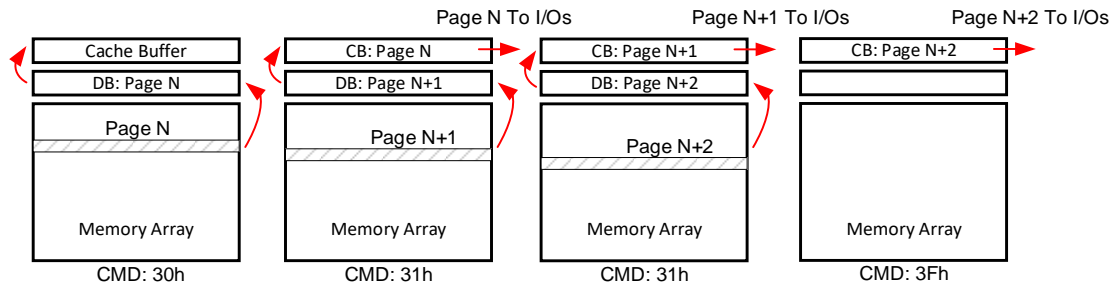 Page N To I/Os
Page N+1 To I/Os
Page N+2 To I/Os
Cache Buffer
CB: Page N
CB: Page N+1
CB: Page N+2
DB: Page N
DB: Page N+1
DB: Page N+2
Page N
Page N+1
Page N+2
Memory Array
Memory Array
Memory Array
Memory Array
CMD: 30h
CMD: 31h
CMD: 31h
CMD: 3Fh